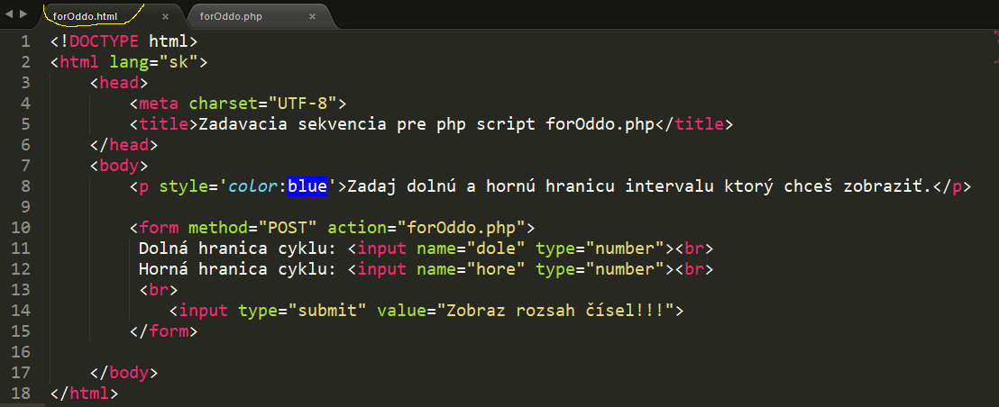 forOddo.html × forOddo.php ×
1 <!DOCTYPE html>
2 <html lang="sk">
3 <head>
4 <meta charset="UTF-8">
5 <title>Zadavacia sekvencia pre php script forOddo.php</title>
6 </head>
7 <body>
8 <p style='color:blue'>Zadaj dolnú a hornú hranicu intervalu ktorý chceš zobraziť.</p>
9
10 <form method="POST" action="forOddo.php">
11 Dolná hranica cyklu: <input name="dole" type="number"><br>
12 Horná hranica cyklu: <input name="hore" type="number"><br>
13 <br>
14 <input type="submit" value="Zobraz rozsah čísel!!!">
15 </form>
16
17 </body>
18 </html>